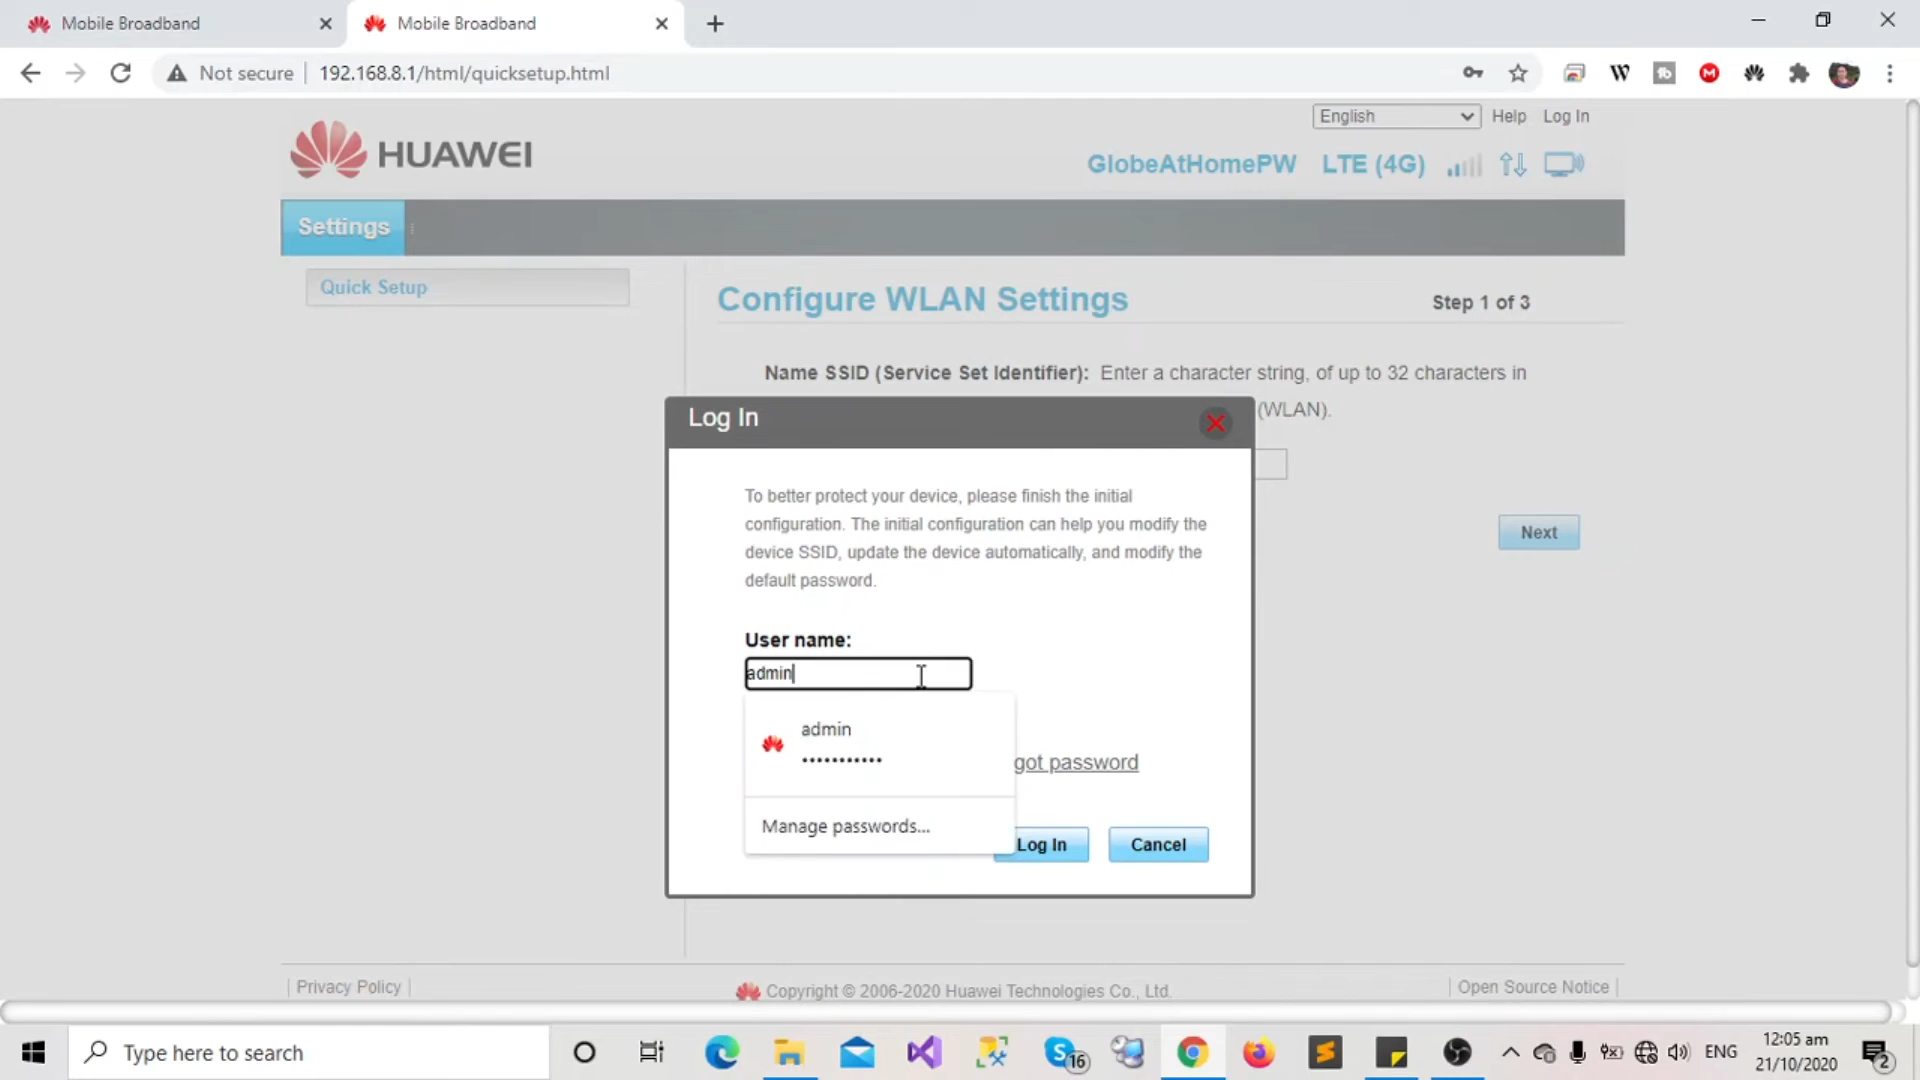 Mobile Broadband
Mobile Broadband
Not secure
192.168.8.1/html/quicksetup.html
English
Help
Log In
HUAWEI
GlobeAtHomePW
LTE (4G)
Settings
Quick Setup
Configure WLAN Settings
Step 1 of 3
Name SSID (Service Set Identifier): Enter a character string, of up to 32 characters in
(WLAN).
Log In
To better protect your device, please finish the initial
configuration. The initial configuration can help you modify the
device SSID, update the device automatically, and modify the
default password.
Next
User name:
admin
admin
•••••••••••
got password
Manage passwords...
Log In
Cancel
Privacy Policy
Copyright © 2006-2020 Huawei Technologies Co., Ltd.
Open Source Notice
Type here to search
16
ENG
12:05 am
21/10/2020
2